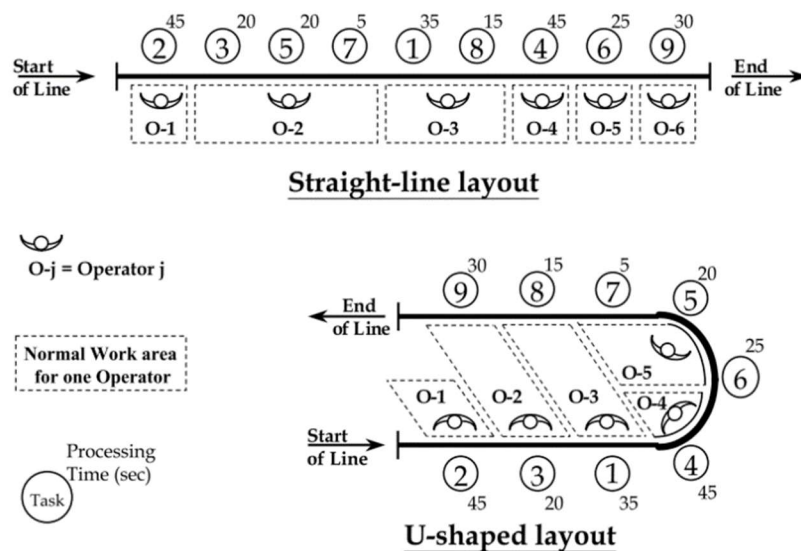 45 20 20 5 35 15 45 25 30
2 3 5 7 1 8 4 6 9
Start
of Line
End
of Line
O-1 O-2 O-3 O-4 O-5 O-6
Straight-line layout
O-j = Operator j
Normal Work area
for one Operator
Processing
Time (sec)
Task
30 15 5 20
9 8 7 5
End
of Line
25
6
O-5
O-1 O-2 O-3 O-4
Start
of Line
2 3 1 4
45 20 35 45
U-shaped layout